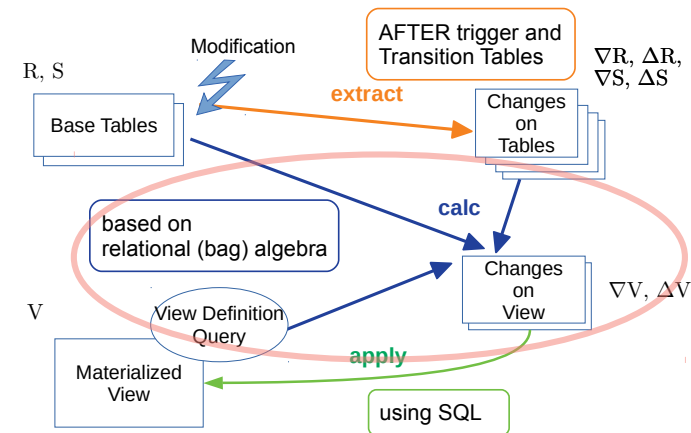 Modification
AFTER trigger and
Transition Tables
R, S
∇R, ΔR,
∇S, ΔS
extract
Base Tables
Changes
on
Tables
based on
relational (bag) algebra
calc
Changes
on
View
∇V, ΔV
V
View Definition
Query
apply
Materialized
View
using SQL